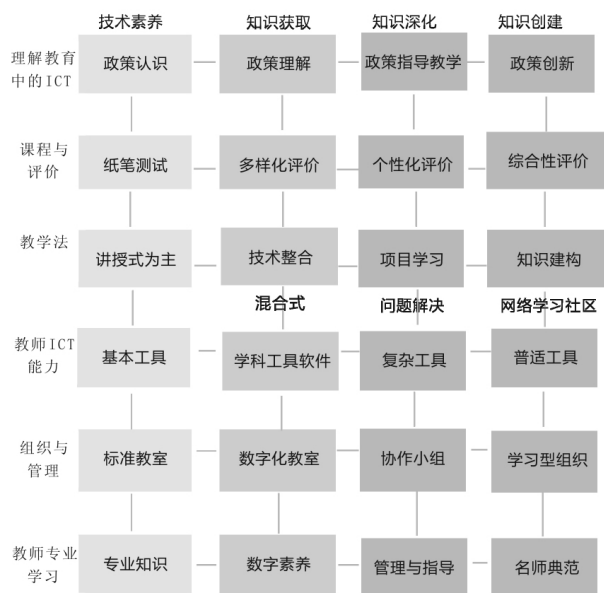 技术素养 知识获取 知识深化 知识创建
理解教育
中的ICT
政策认识 政策理解 政策指导教学 政策创新
课程与
评价
纸笔测试 多样化评价 个性化评价 综合性评价
教学法
讲授式为主 技术整合 项目学习 知识建构
混合式 问题解决 网络学习社区
教师ICT
能力
基本工具 学科工具软件 复杂工具 普适工具
组织与
管理
标准教室 数字化教室 协作小组 学习型组织
教师专业
学习
专业知识 数字素养 管理与指导 名师典范